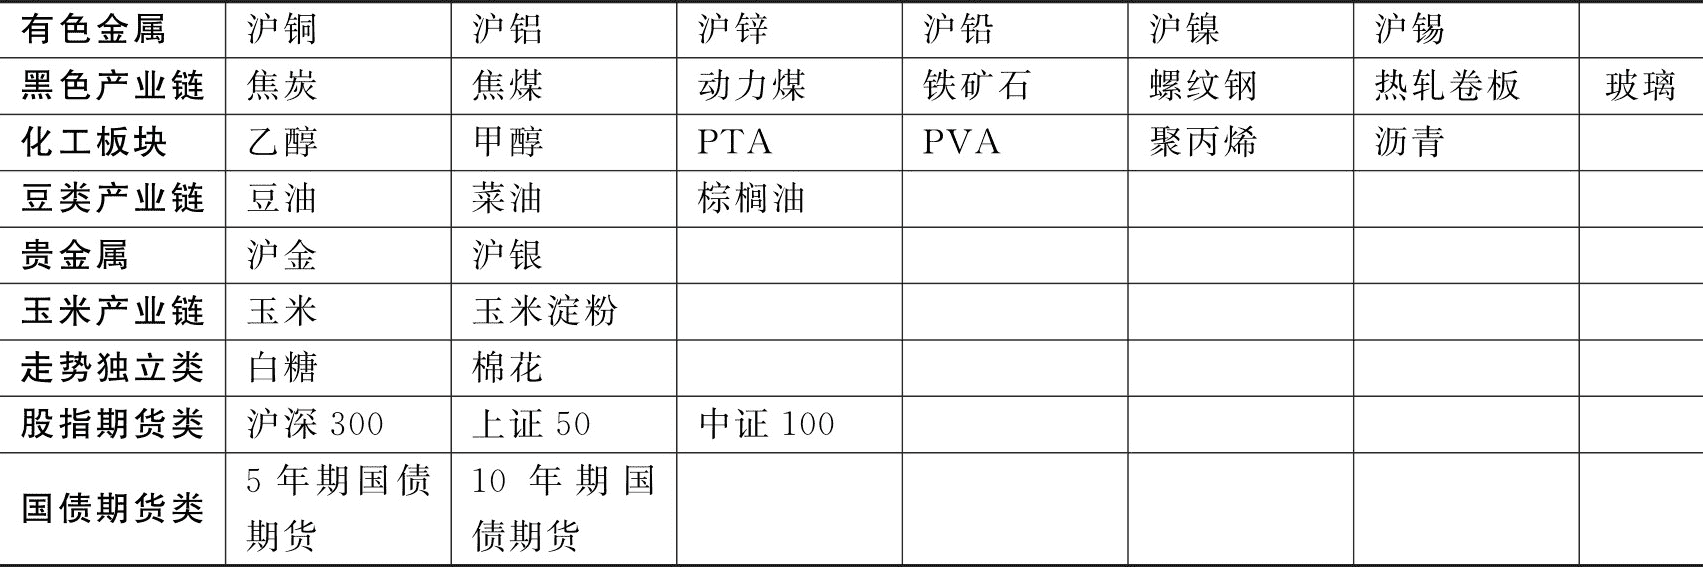 有色金属 沪铜 沪铝 沪锌 沪铅 沪镍 沪锡
黑色产业链 焦炭 焦煤 动力煤 铁矿石 螺纹钢 热轧卷板 玻璃
化工板块 乙醇 甲醇 PTA PVA 聚丙烯 沥青
豆类产业链 豆油 菜油 棕榈油
贵金属 沪金 沪银
玉米产业链 玉米 玉米淀粉
走势独立类 白糖 棉花
股指期货类 沪深300 上证50 中证100
国债期货类 5年期国债 10年期国
期货 债期货